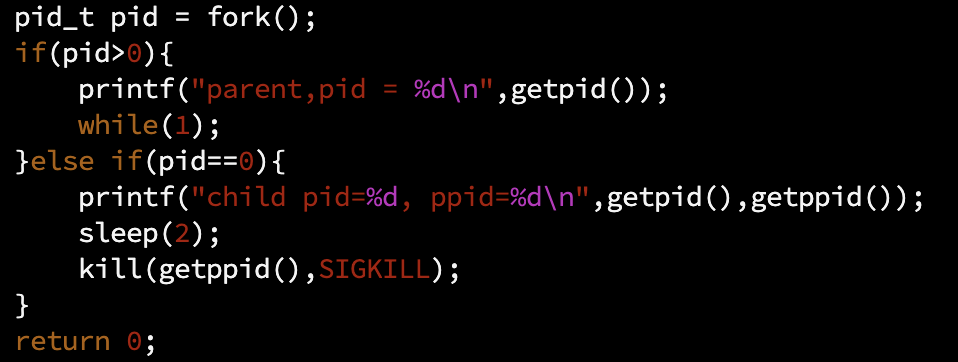 pid_t pid = fork();
if(pid>0){
    printf("parent,pid = %d\n",getpid());
    while(1);
}else if(pid==0){
    printf("child pid=%d, ppid=%d\n",getpid(),getppid());
    sleep(2);
    kill(getppid(),SIGKILL);
}
return 0;